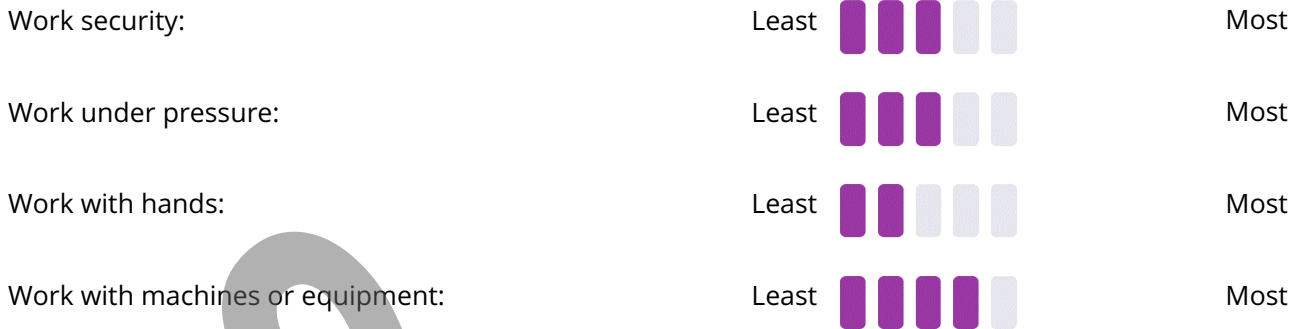 Work security: Least Most
Work under pressure: Least Most
Work with hands: Least Most
Work with machines or equipment: Least Most